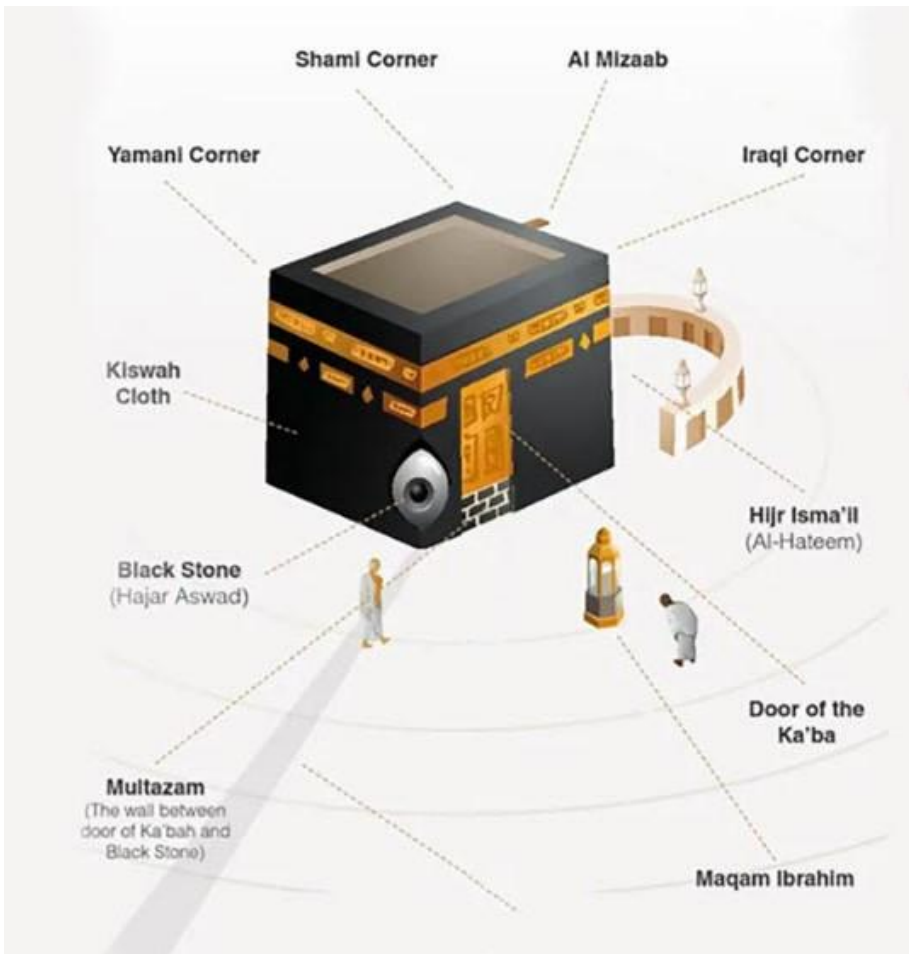 Shami Corner
Al Mizaab
Yamani Corner
Iraqi Corner
Kiswah
Cloth
Hijr Isma'il
(Al-Hateem)
Black Stone
(Hajar Aswad)
Door of the
Ka'ba
Multazam
(The wall between
door of Ka'bah and
Black Stone)
Maqam Ibrahim